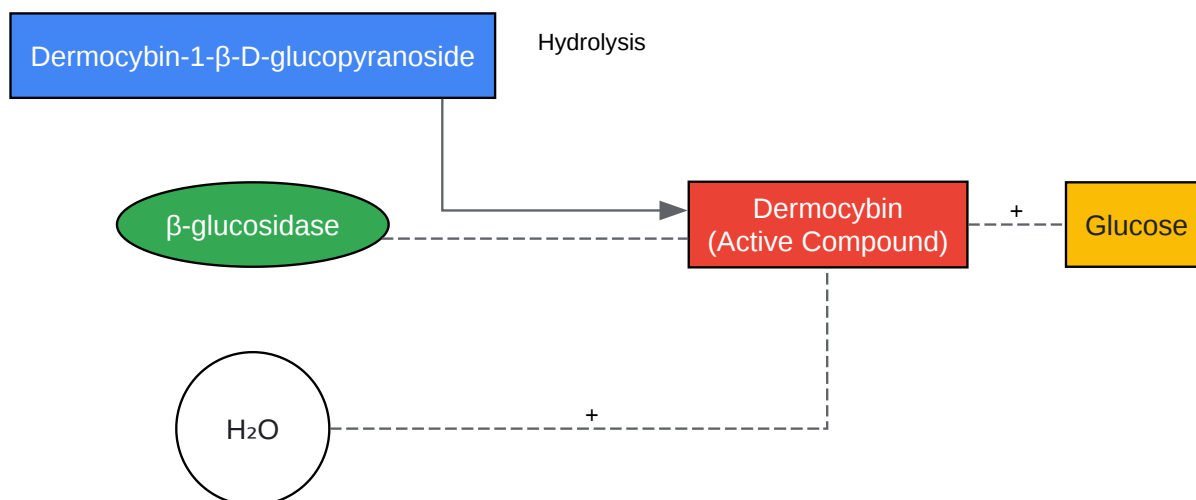 Dermocybin-1-β-D-glucopyranoside
Hydrolysis
β-glucosidase
Dermocybin
(Active Compound)
+
Glucose
H₂O
+